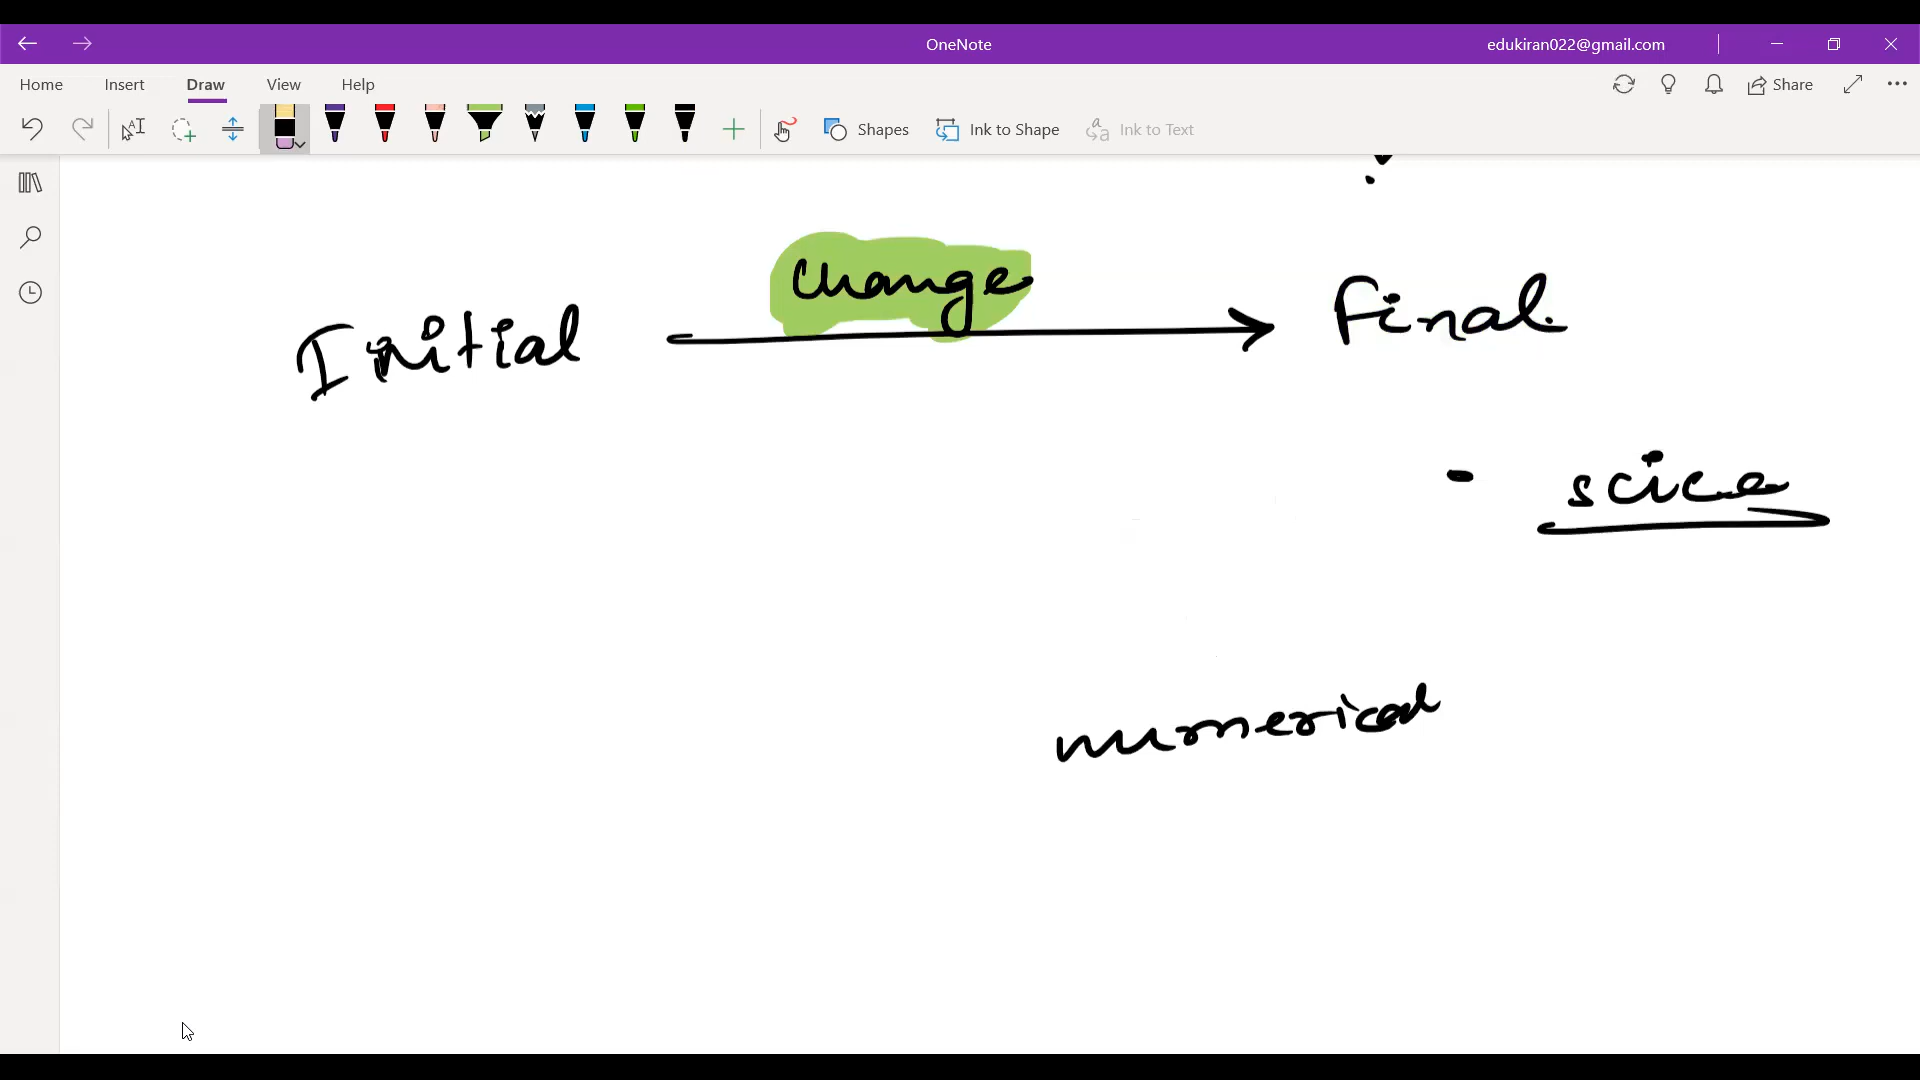 OneNote
edukiran022@gmail.com
Home Insert Draw View Help
Share
Shapes
Ink to Shape
Ink to Text
change
Initial
final.
- scice
numerical